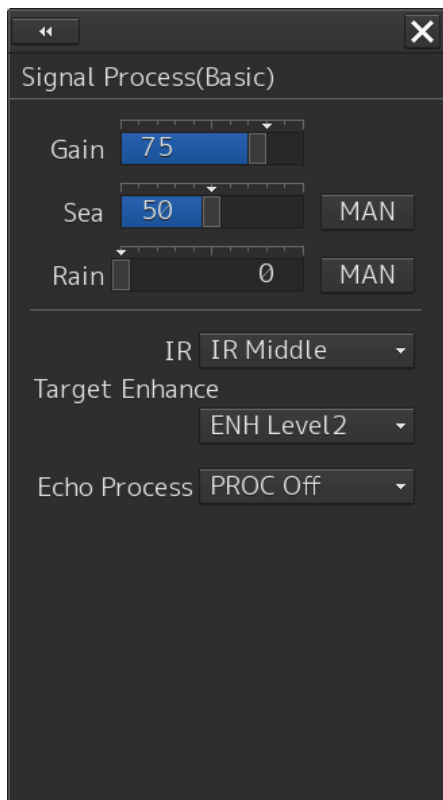 Signal Process(Basic)
Gain 75
Sea 50 MAN
Rain 0 MAN
IR IR Middle
Target Enhance
ENH Level2
Echo Process PROC Off